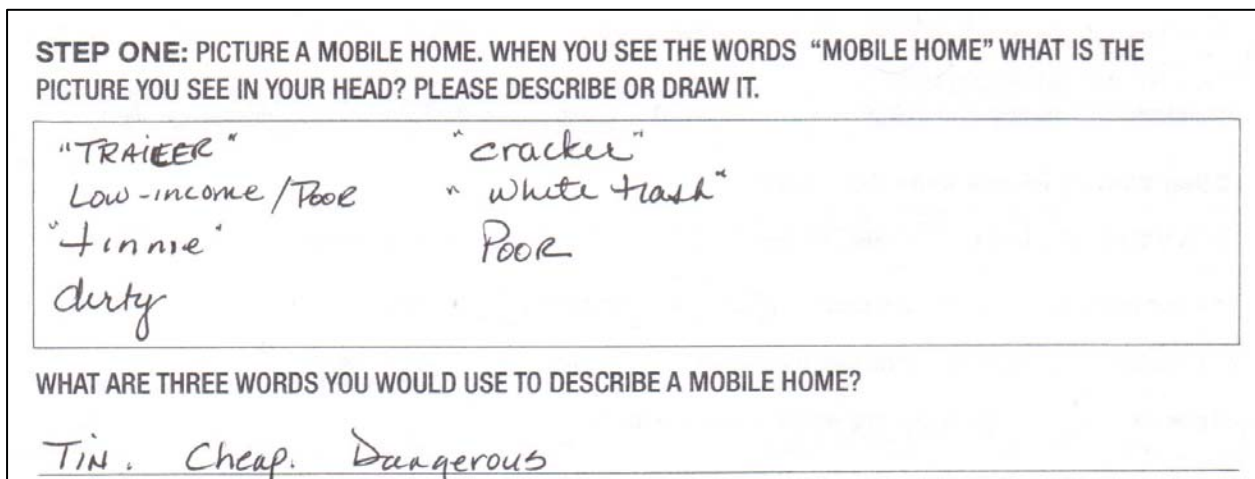 STEP ONE: PICTURE A MOBILE HOME. WHEN YOU SEE THE WORDS "MOBILE HOME" WHAT IS THE
PICTURE YOU SEE IN YOUR HEAD? PLEASE DESCRIBE OR DRAW IT.
"TRAILER" "cracker"
Low-income/Poor "white trash"
"tinnie" Poor
dirty
WHAT ARE THREE WORDS YOU WOULD USE TO DESCRIBE A MOBILE HOME?
Tin. Cheap. Dangerous